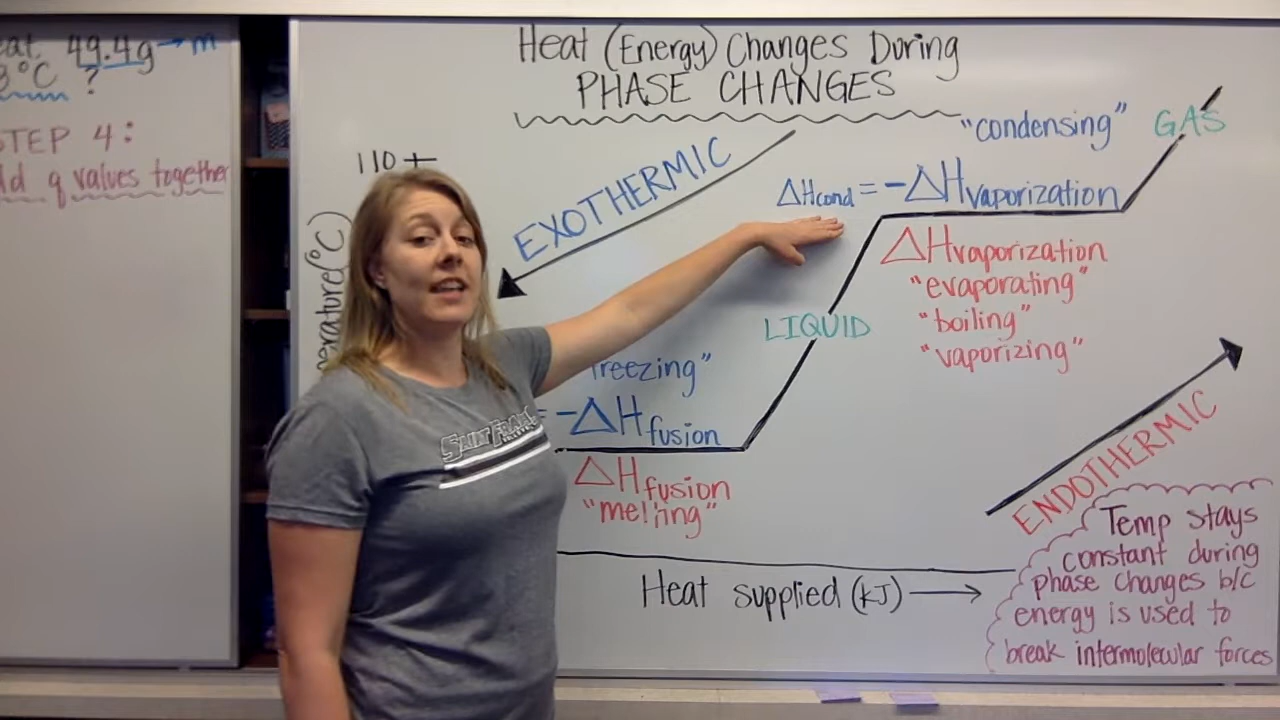 49.4g → m
°C ?
STEP 4:
q values together
Heat (Energy) Changes During
PHASE CHANGES
110
EXOTHERMIC
"condensing"
GAS
ΔHcond = -ΔHvaporization
ΔHvaporization
"evaporating"
"boiling"
"vaporizing"
LIQUID
freezing"
= -ΔHfusion
ΔHfusion
"melting"
ENDOTHERMIC
Heat supplied (kJ) →
Temp stays
constant during
phase changes b/c
energy is used to
break intermolecular forces
(°C)